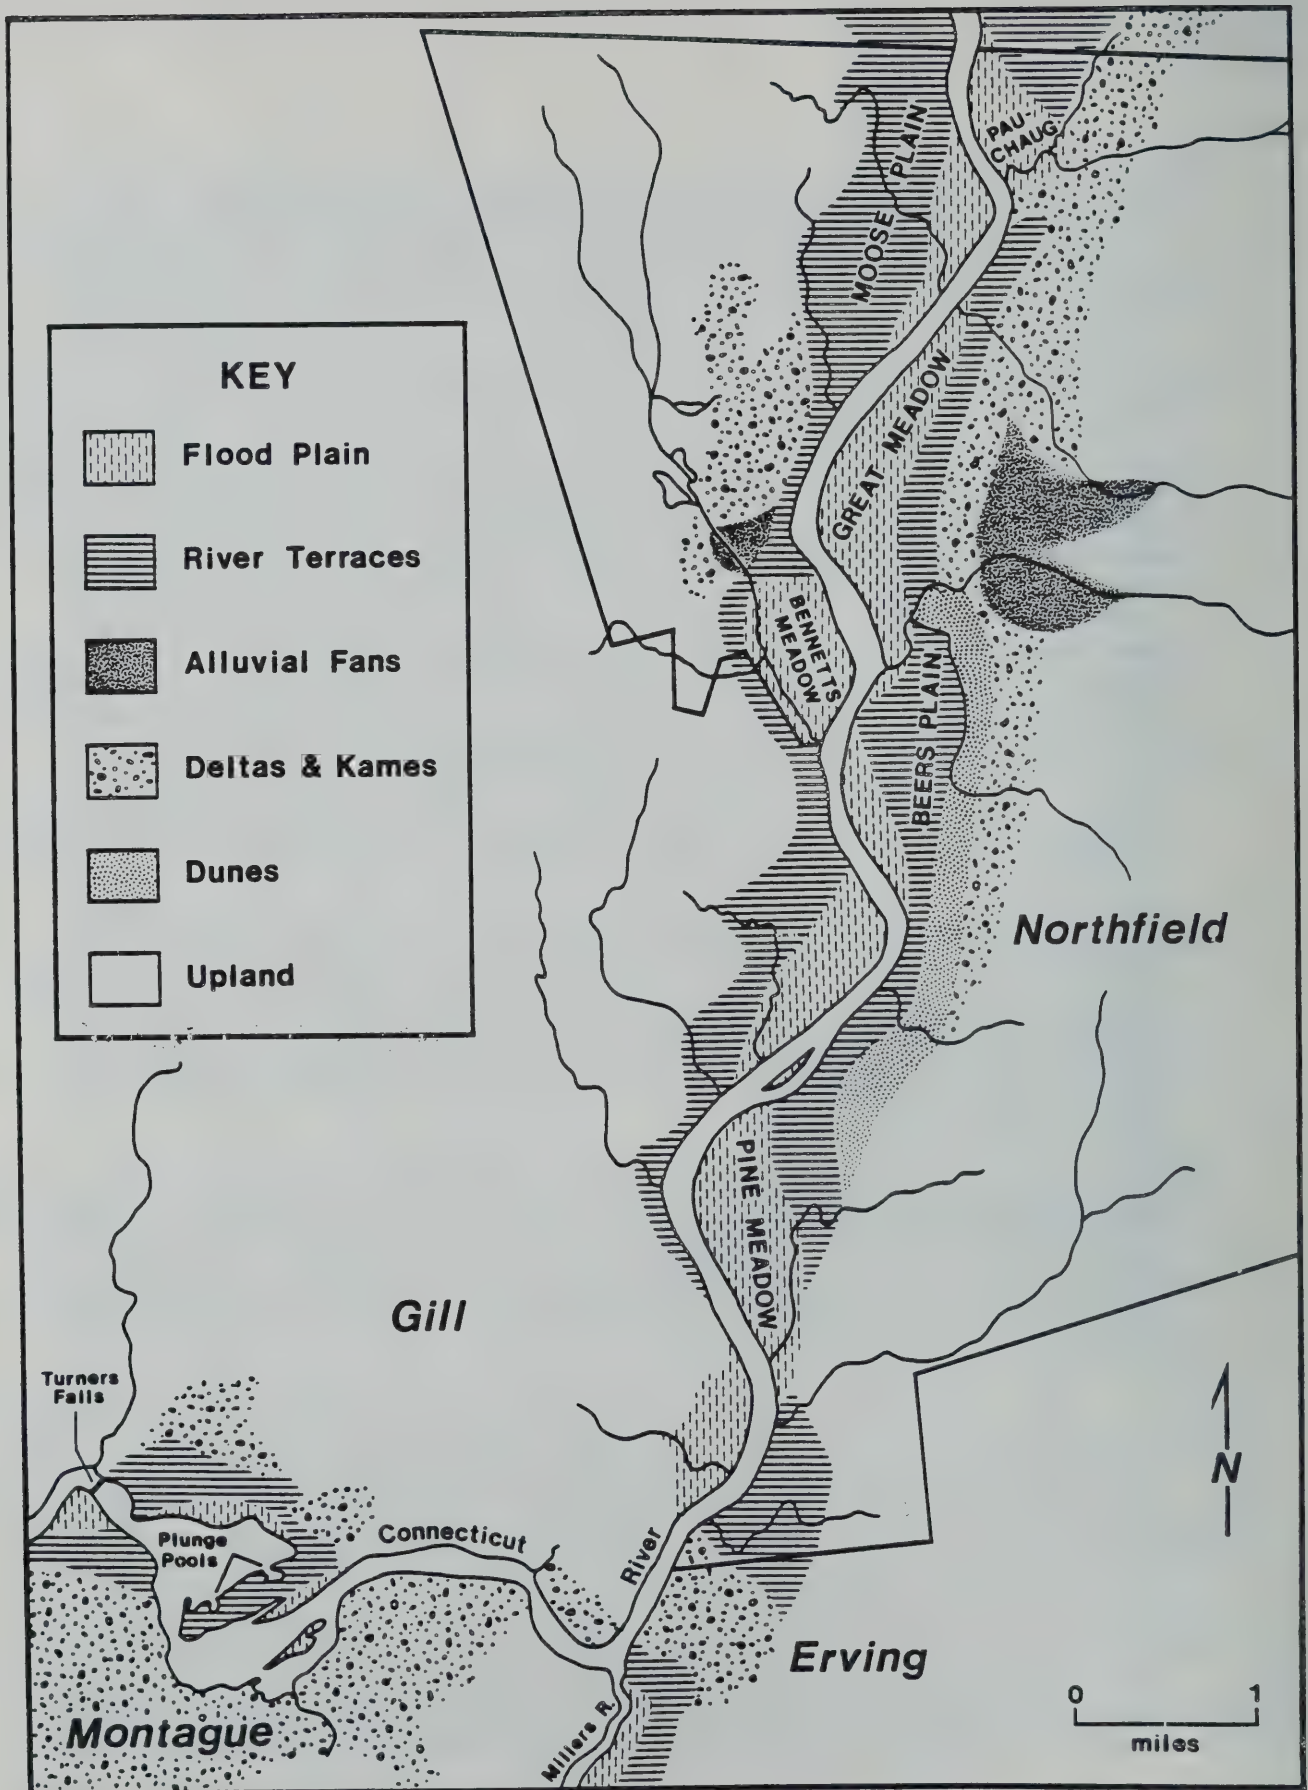 PAU
CHAUG
MOOSE PLAIN
KEY
Flood Plain
River Terraces
Alluvial Fans
Deltas & Kames
Dunes
Upland
GREAT MEADOW
BENNETTS
MEADOW
BEERS PLAIN
Northfield
PINE MEADOW
Gill
Turners
Falls
N
Plunge
Pools
Connecticut
River
Erving
Montague
Millers R.
0 1
miles